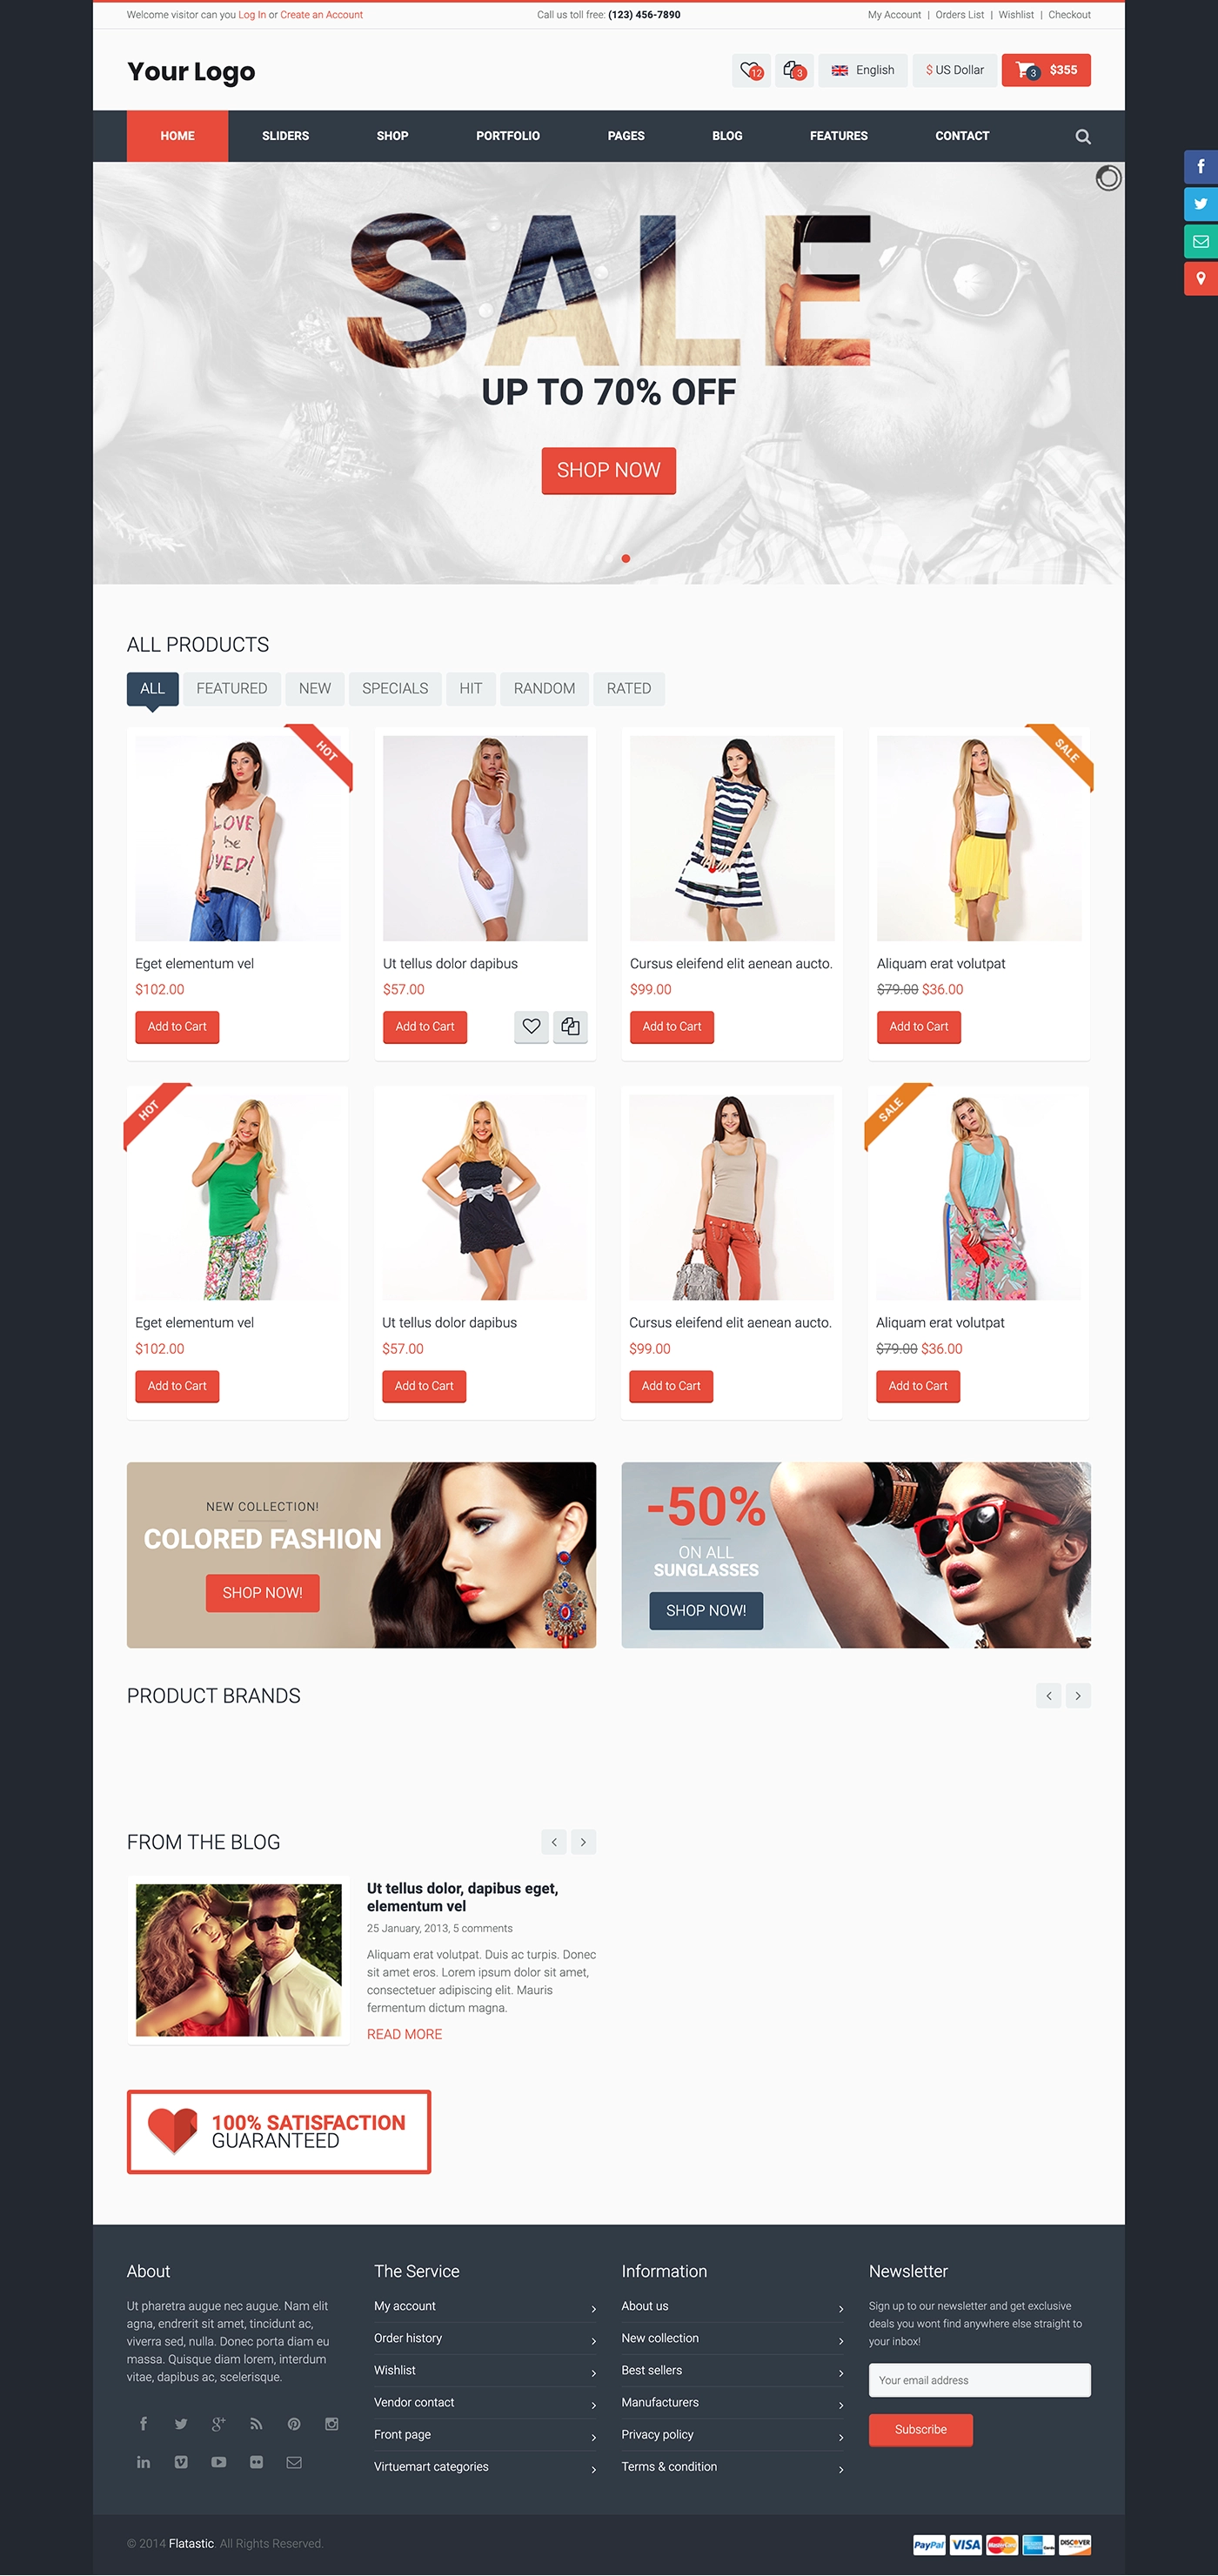 Welcome visitor can you Log In or Create an Account
Call us toll free: (123) 456-7890
My Account | Orders List | Wishlist | Checkout
Your Logo
12
3
English
$ US Dollar
3
$355
HOME
SLIDERS
SHOP
PORTFOLIO
PAGES
BLOG
FEATURES
CONTACT
SALE
UP TO 70% OFF
SHOP NOW
ALL PRODUCTS
ALL
FEATURED
NEW
SPECIALS
HIT
RANDOM
RATED
HOT
LOVE
be
VED!
SALE
Eget elementum vel
$102.00
Add to Cart
Ut tellus dolor dapibus
$57.00
Add to Cart
Cursus eleifend elit aenean aucto.
$99.00
Add to Cart
Aliquam erat volutpat
$79.00 $36.00
Add to Cart
HOT
SALE
Eget elementum vel
$102.00
Add to Cart
Ut tellus dolor dapibus
$57.00
Add to Cart
Cursus eleifend elit aenean aucto.
$99.00
Add to Cart
Aliquam erat volutpat
$79.00 $36.00
Add to Cart
NEW COLLECTION!
COLORED FASHION
SHOP NOW!
-50%
ON ALL
SUNGLASSES
SHOP NOW!
PRODUCT BRANDS
FROM THE BLOG
Ut tellus dolor, dapibus eget,
elementum vel
25 January, 2013, 5 comments
Aliquam erat volutpat. Duis ac turpis. Donec
sit amet eros. Lorem ipsum dolor sit amet,
consectetuer adipiscing elit. Mauris
fermentum dictum magna.
READ MORE
100% SATISFACTION
GUARANTEED
About
Ut pharetra augue nec augue. Nam elit
agna, endrerit sit amet, tincidunt ac,
viverra sed, nulla. Donec porta diam eu
massa. Quisque diam lorem, interdum
vitae, dapibus ac, scelerisque.
The Service
My account
Order history
Wishlist
Vendor contact
Front page
Virtuemart categories
Information
About us
New collection
Best sellers
Manufacturers
Privacy policy
Terms & condition
Newsletter
Sign up to our newsletter and get exclusive
deals you wont find anywhere else straight to
your inbox!
Your email address
Subscribe
© 2014 Flatastic. All Rights Reserved.
PayPal
VISA
MasterCard
DISCOVER